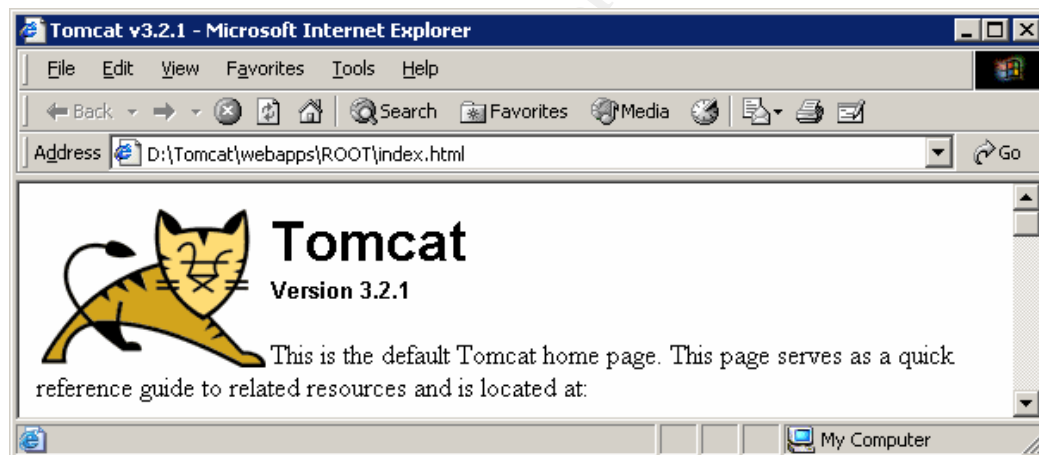 Tomcat v3.2.1 - Microsoft Internet Explorer
File Edit View Favorites Tools Help
Back Search Favorites Media
Address D:\Tomcat\webapps\ROOT\index.html Go
Tomcat
Version 3.2.1
This is the default Tomcat home page. This page serves as a quick
reference guide to related resources and is located at:
My Computer